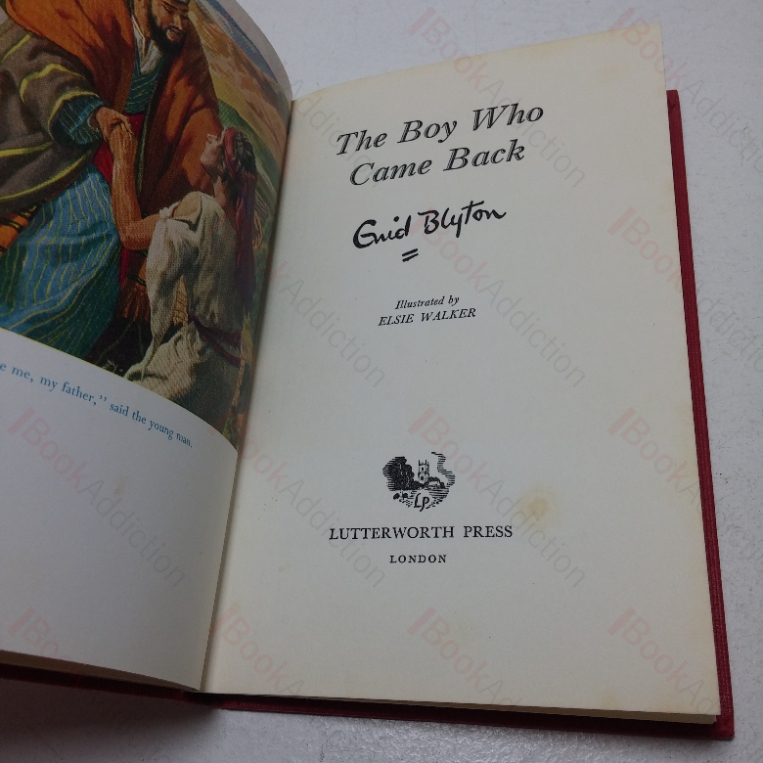 e me, my father," said the young man.
The Boy Who
Came Back
Enid Blyton
Illustrated by
ELSIE WALKER
LP
LUTTERWORTH PRESS
LONDON
BookAddiction